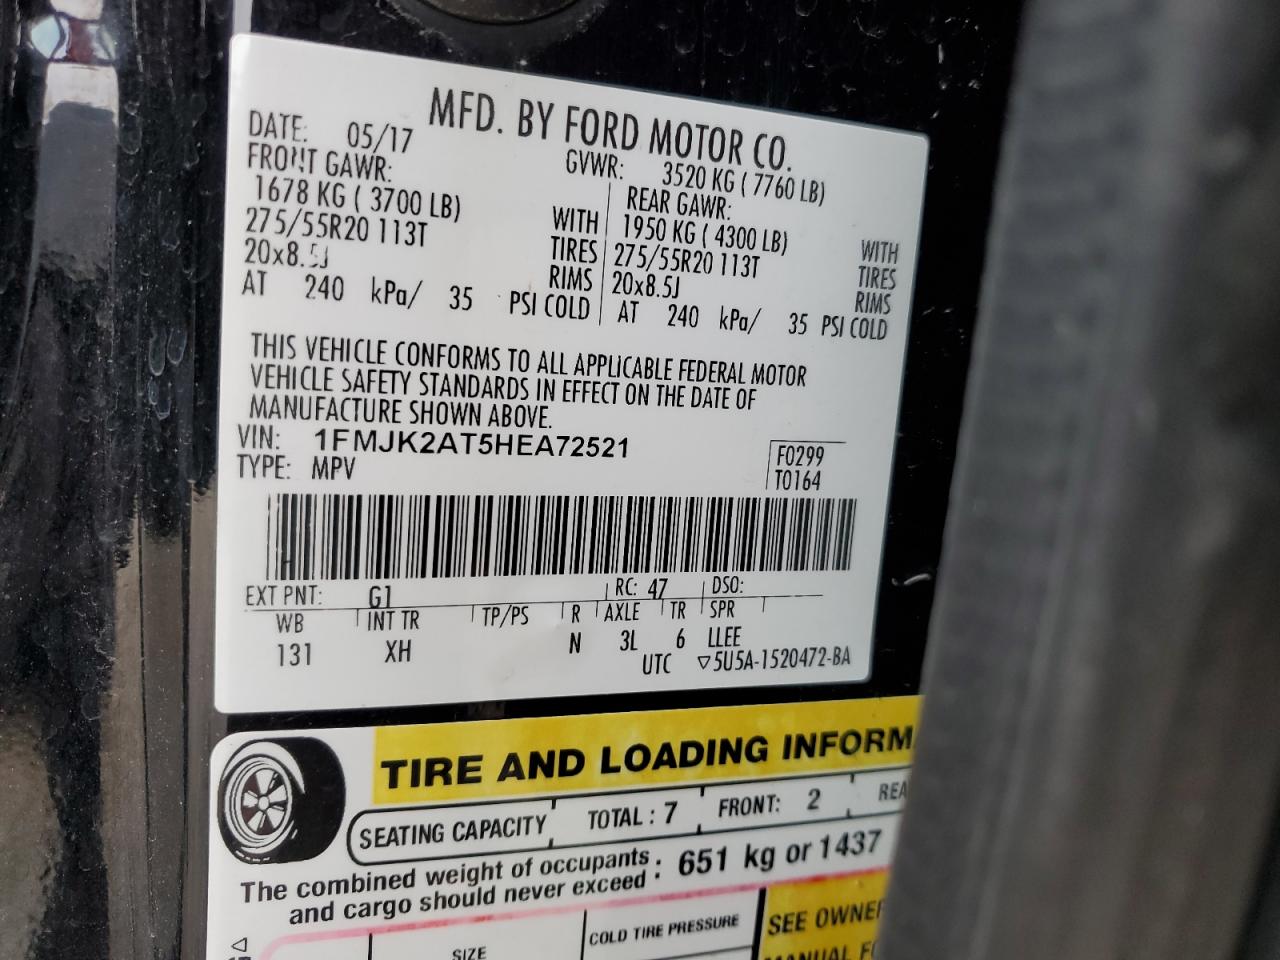 MFD. BY FORD MOTOR CO.
DATE: 05/17 GVWR: 3520 KG ( 7760 LB)
FRONT GAWR: REAR GAWR:
1678 KG ( 3700 LB) WITH 1950 KG ( 4300 LB) WITH
275/55R20 113T TIRES 275/55R20 113T TIRES
20x8.5J RIMS 20x8.5J RIMS
AT 240 kPa/ 35 PSI COLD AT 240 kPa/ 35 PSI COLD
THIS VEHICLE CONFORMS TO ALL APPLICABLE FEDERAL MOTOR
VEHICLE SAFETY STANDARDS IN EFFECT ON THE DATE OF
MANUFACTURE SHOWN ABOVE.
VIN: 1FMJK2AT5HEA72521 F0299
TYPE: MPV T0164
EXT PNT: G1 RC: 47 DSO:
WB INT TR TP/PS R AXLE TR SPR
131 XH N 3L 6 LLEE
UTC ▽5U5A-1520472-BA
TIRE AND LOADING INFORM
SEATING CAPACITY TOTAL : 7 FRONT: 2 REA
The combined weight of occupants : 651 kg or 1437
and cargo should never exceed :
SIZE COLD TIRE PRESSURE SEE OWNER
MANUAL FO